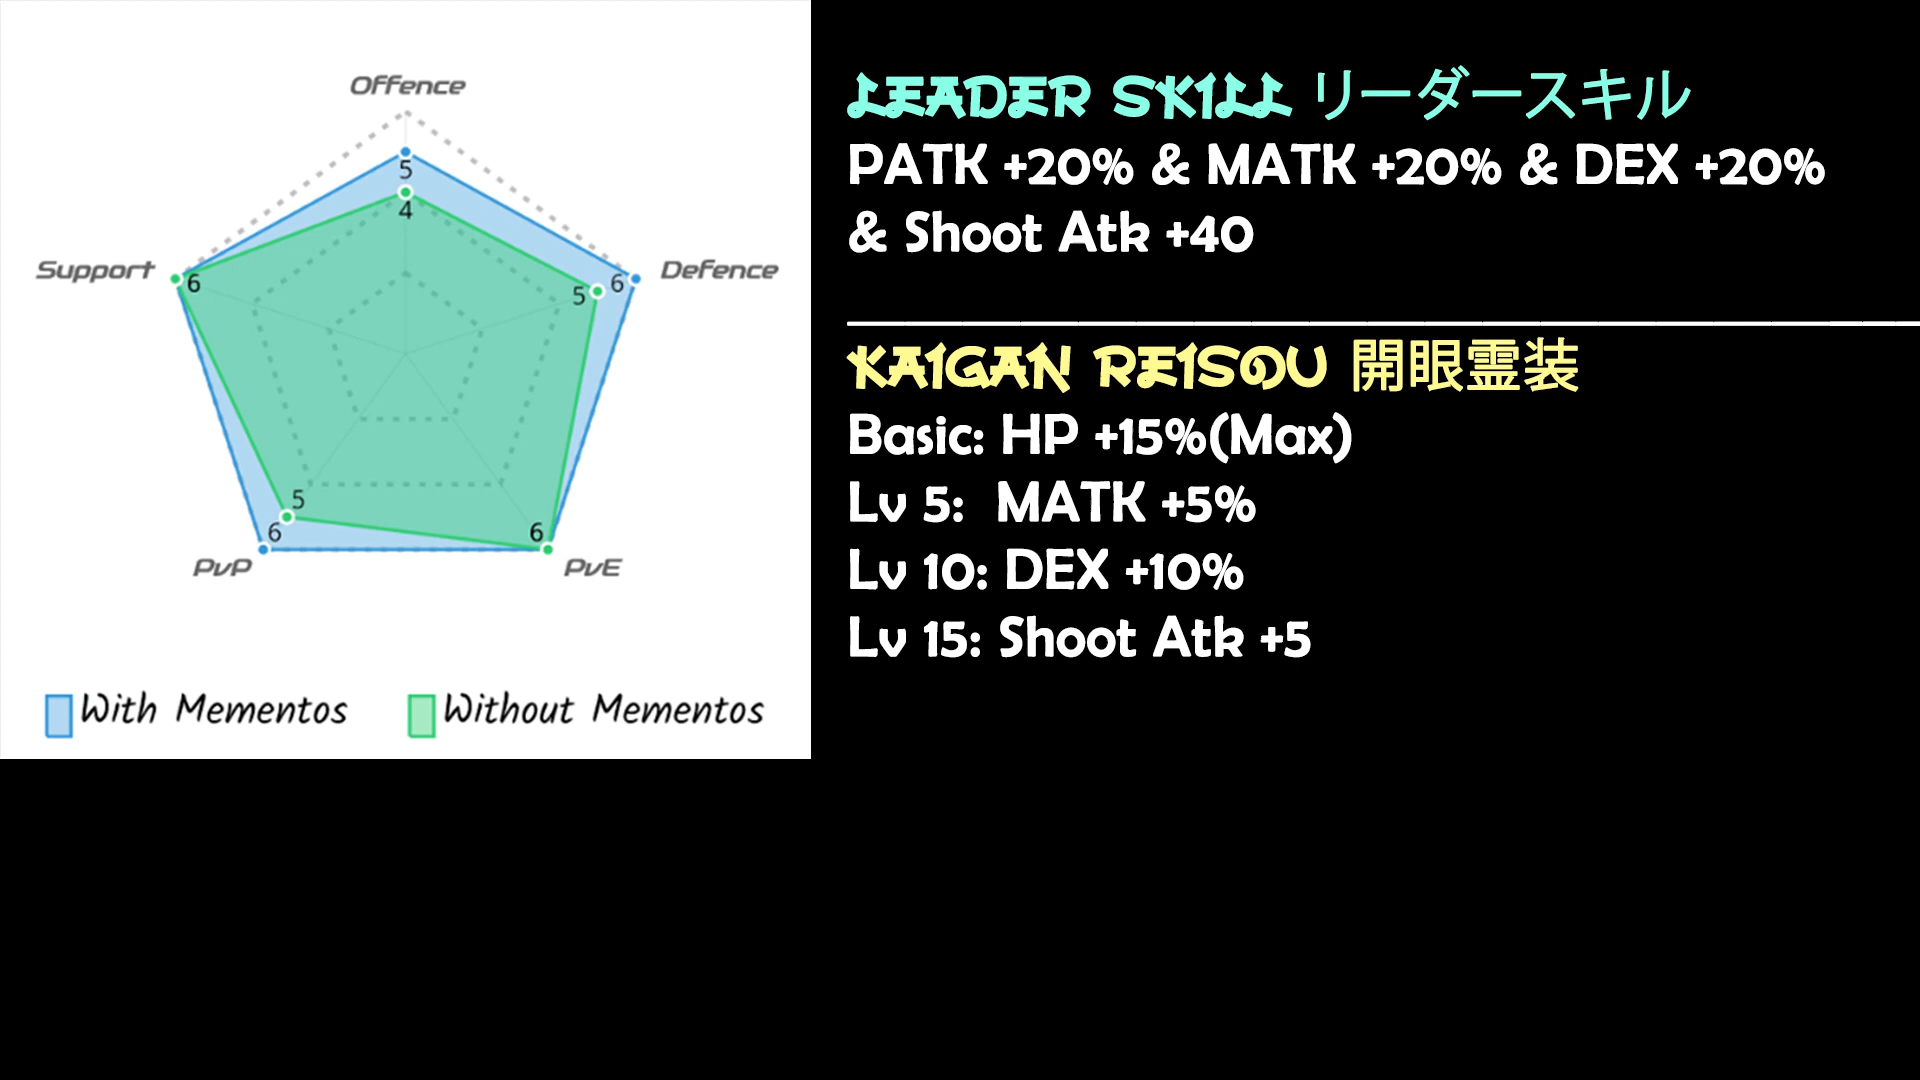 Offence
5
4
Support
6
Defence
5
6
5
6
6
PvP
PvE
With Mementos
Without Mementos
LEADER SKILL リーダースキル
PATK +20% & MATK +20% & DEX +20%
& Shoot Atk +40
KAIGAN REISOU 開眼霊装
Basic: HP +15%(Max)
Lv 5: MATK +5%
Lv 10: DEX +10%
Lv 15: Shoot Atk +5